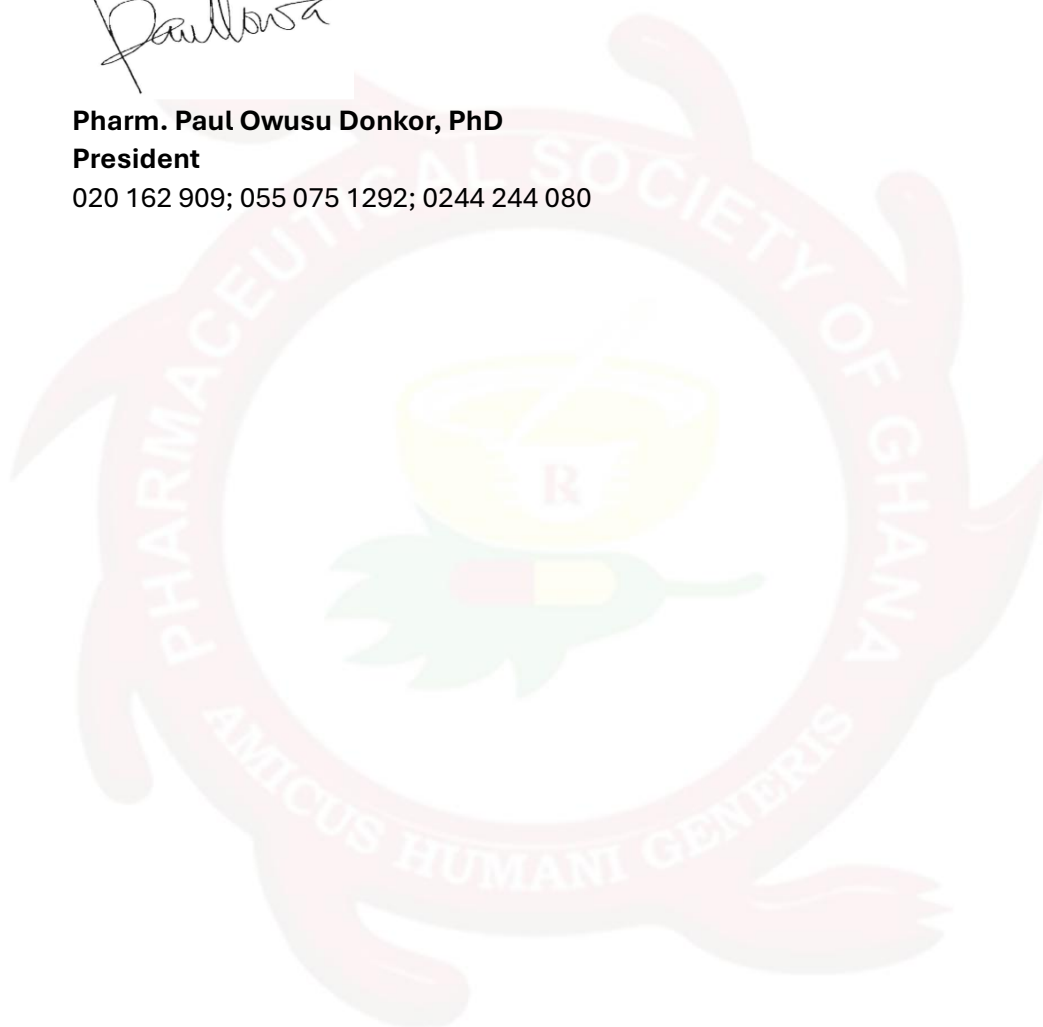 Pharm. Paul Owusu Donkor, PhD
President
020 162 909; 055 075 1292; 0244 244 080
PHARMACEUTICAL SOCIETY OF GHANA
R
AMICUS HUMANI GENERIS